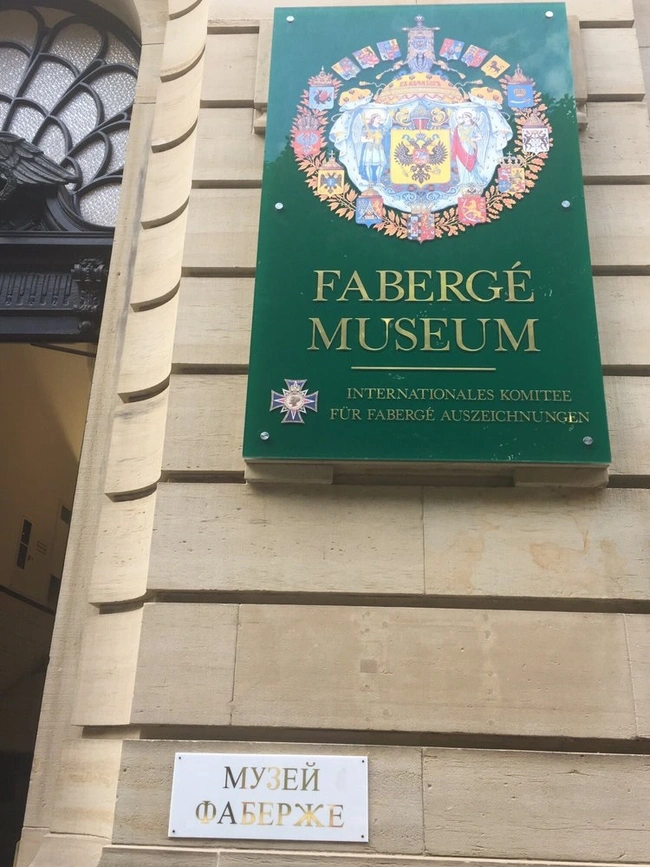 FABERGÉ
MUSEUM
INTERNATIONALES KOMITEE
FÜR FABERGÉ AUSZEICHNUNGEN
МУЗЕЙ
ФАБЕРЖЕ